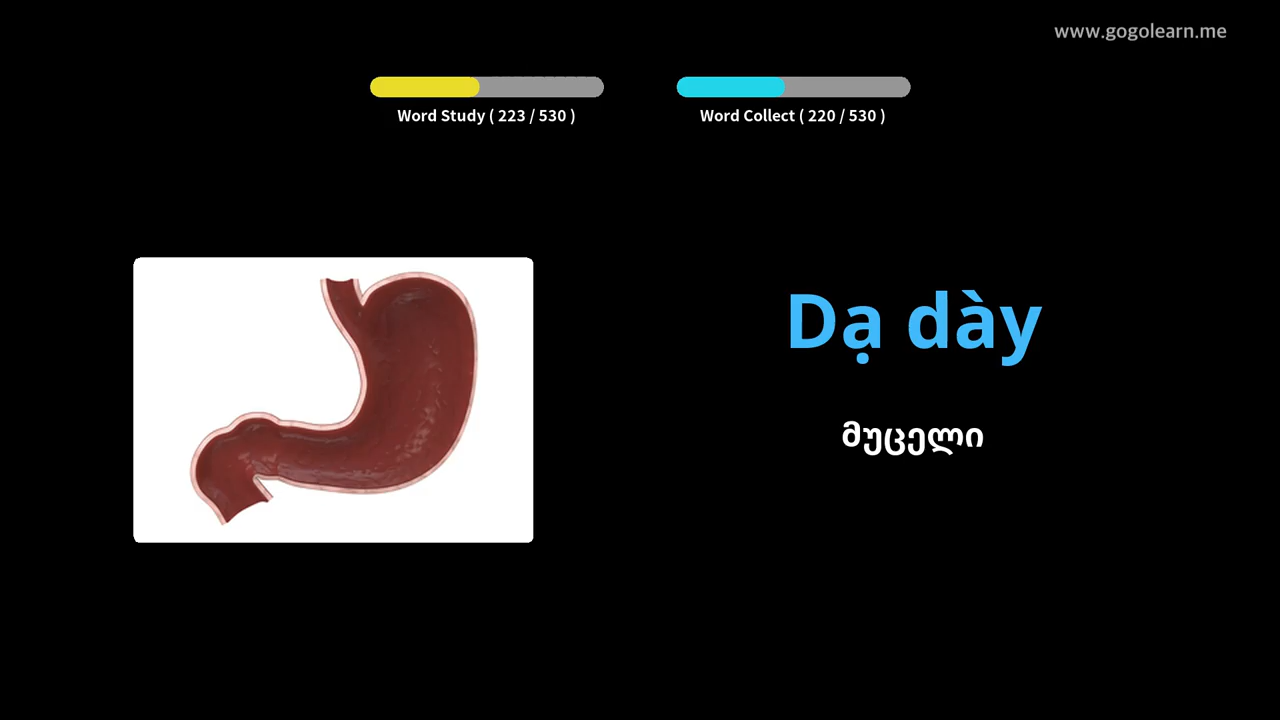 www.gogolearn.me
Word Study ( 223 / 530 )
Word Collect ( 220 / 530 )
Dạ dày
მუცელი